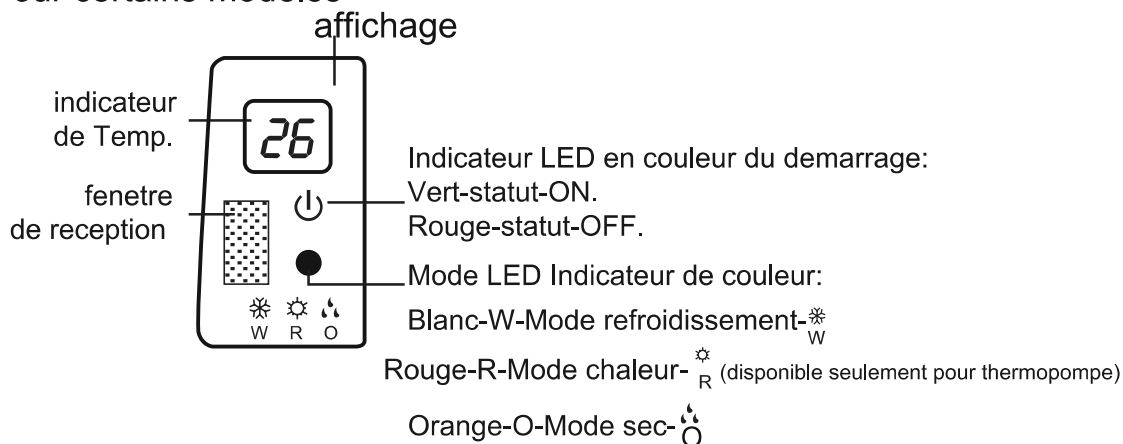 affichage
indicateur
de Temp.
26
fenetre
de reception
Indicateur LED en couleur du demarrage:
Vert-statut-ON.
Rouge-statut-OFF.
Mode LED Indicateur de couleur:
W R O
Blanc-W-Mode refroidissement- W
Rouge-R-Mode chaleur- R (disponible seulement pour thermopompe)
Orange-O-Mode sec- O